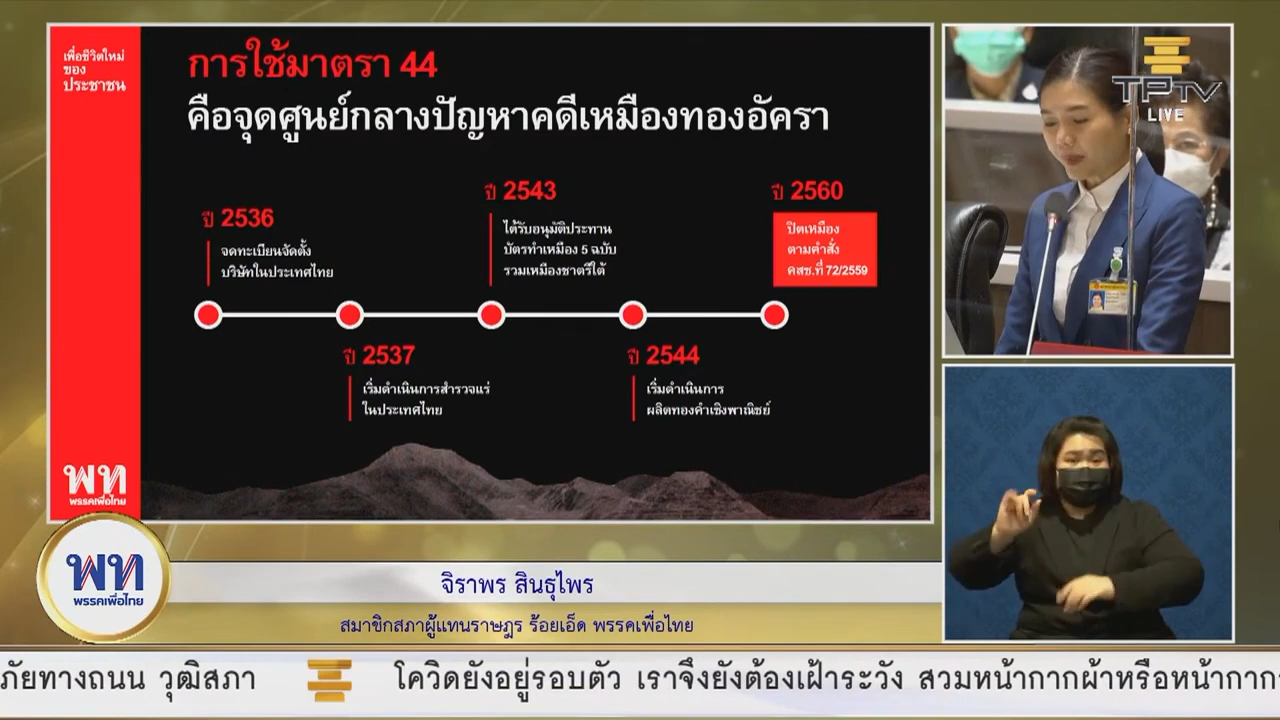 เพื่อชีวิตใหม่
ของ
ประชาชน
การใช้มาตรา 44
คือจุดศูนย์กลางปัญหาคดีเหมืองทองอัครา
ปี 2536
จดทะเบียนจัดตั้ง
บริษัทในประเทศไทย
ปี 2543
ได้รับอนุมัติประทาน
บัตรทำเหมือง 5 ฉบับ
รวมเหมืองชาตรีใต้
ปี 2560
ปิดเหมือง
ตามคำสั่ง
คสช.ที่ 72/2559
ปี 2537
เริ่มดำเนินการสำรวจแร่
ในประเทศไทย
ปี 2544
เริ่มดำเนินการ
ผลิตทองคำเชิงพาณิชย์
พท
พรรคเพื่อไทย
TPTV
LIVE
พท
พรรคเพื่อไทย
จิราพร สินธุไพร
สมาชิกสภาผู้แทนราษฎร ร้อยเอ็ด พรรคเพื่อไทย
ภัยทางถนน วุฒิสภา
โควิดยังอยู่รอบตัว เราจึงยังต้องเฝ้าระวัง สวมหน้ากากผ้าหรือหน้ากาก